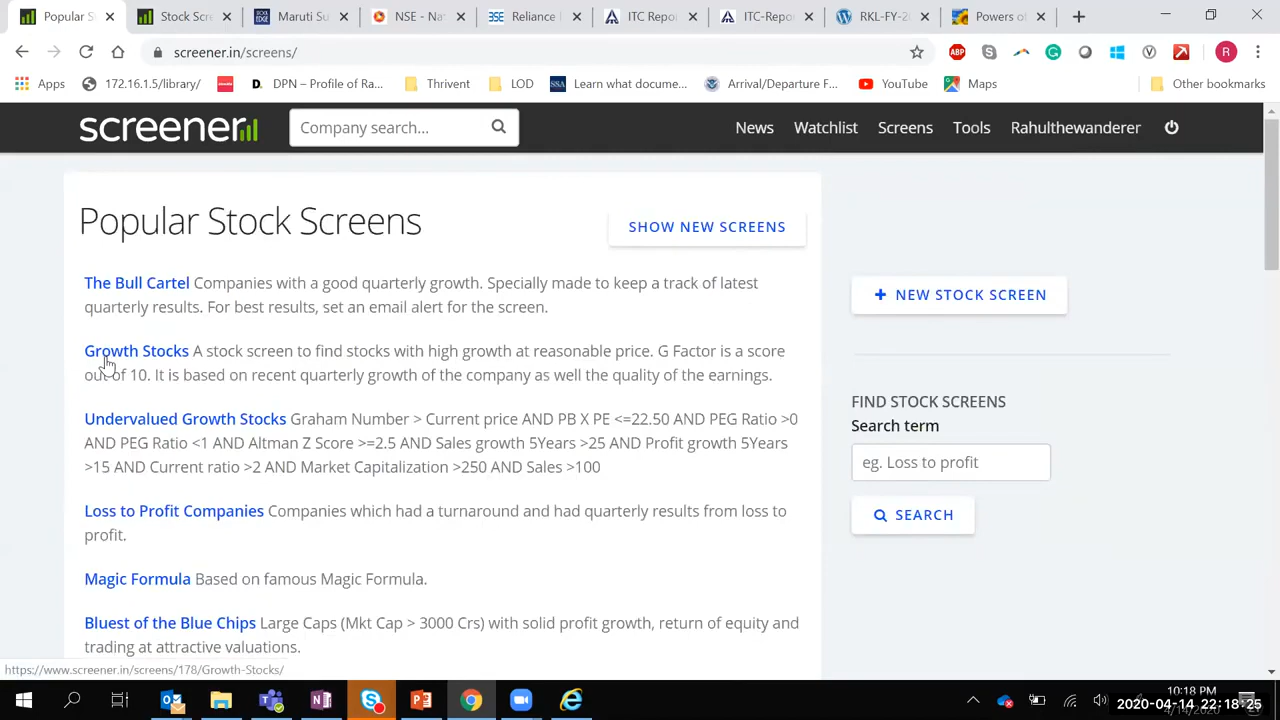 Popular S
Stock Scre
Maruti Su
NSE - Nat
Reliance I
ITC Repo
ITC-Repor
RKL-FY-2
Powers of
screener.in/screens/
Apps
172.16.1.5/library/
DPN – Profile of Ra...
Thrivent
LOD
Learn what docume...
Arrival/Departure F...
YouTube
Maps
Other bookmarks
screener
Company search...
News
Watchlist
Screens
Tools
Rahulthewanderer
Popular Stock Screens
SHOW NEW SCREENS
The Bull Cartel Companies with a good quarterly growth. Specially made to keep a track of latest
quarterly results. For best results, set an email alert for the screen.
Growth Stocks A stock screen to find stocks with high growth at reasonable price. G Factor is a score
out of 10. It is based on recent quarterly growth of the company as well the quality of the earnings.
Undervalued Growth Stocks Graham Number > Current price AND PB X PE <=22.50 AND PEG Ratio >0
AND PEG Ratio <1 AND Altman Z Score >=2.5 AND Sales growth 5Years >25 AND Profit growth 5Years
>15 AND Current ratio >2 AND Market Capitalization >250 AND Sales >100
Loss to Profit Companies Companies which had a turnaround and had quarterly results from loss to
profit.
Magic Formula Based on famous Magic Formula.
Bluest of the Blue Chips Large Caps (Mkt Cap > 3000 Crs) with solid profit growth, return of equity and
trading at attractive valuations.
+ NEW STOCK SCREEN
FIND STOCK SCREENS
Search term
eg. Loss to profit
SEARCH
https://www.screener.in/screens/178/Growth-Stocks/
10:18 PM
4/14/2020
2020-04-14 22:18:25